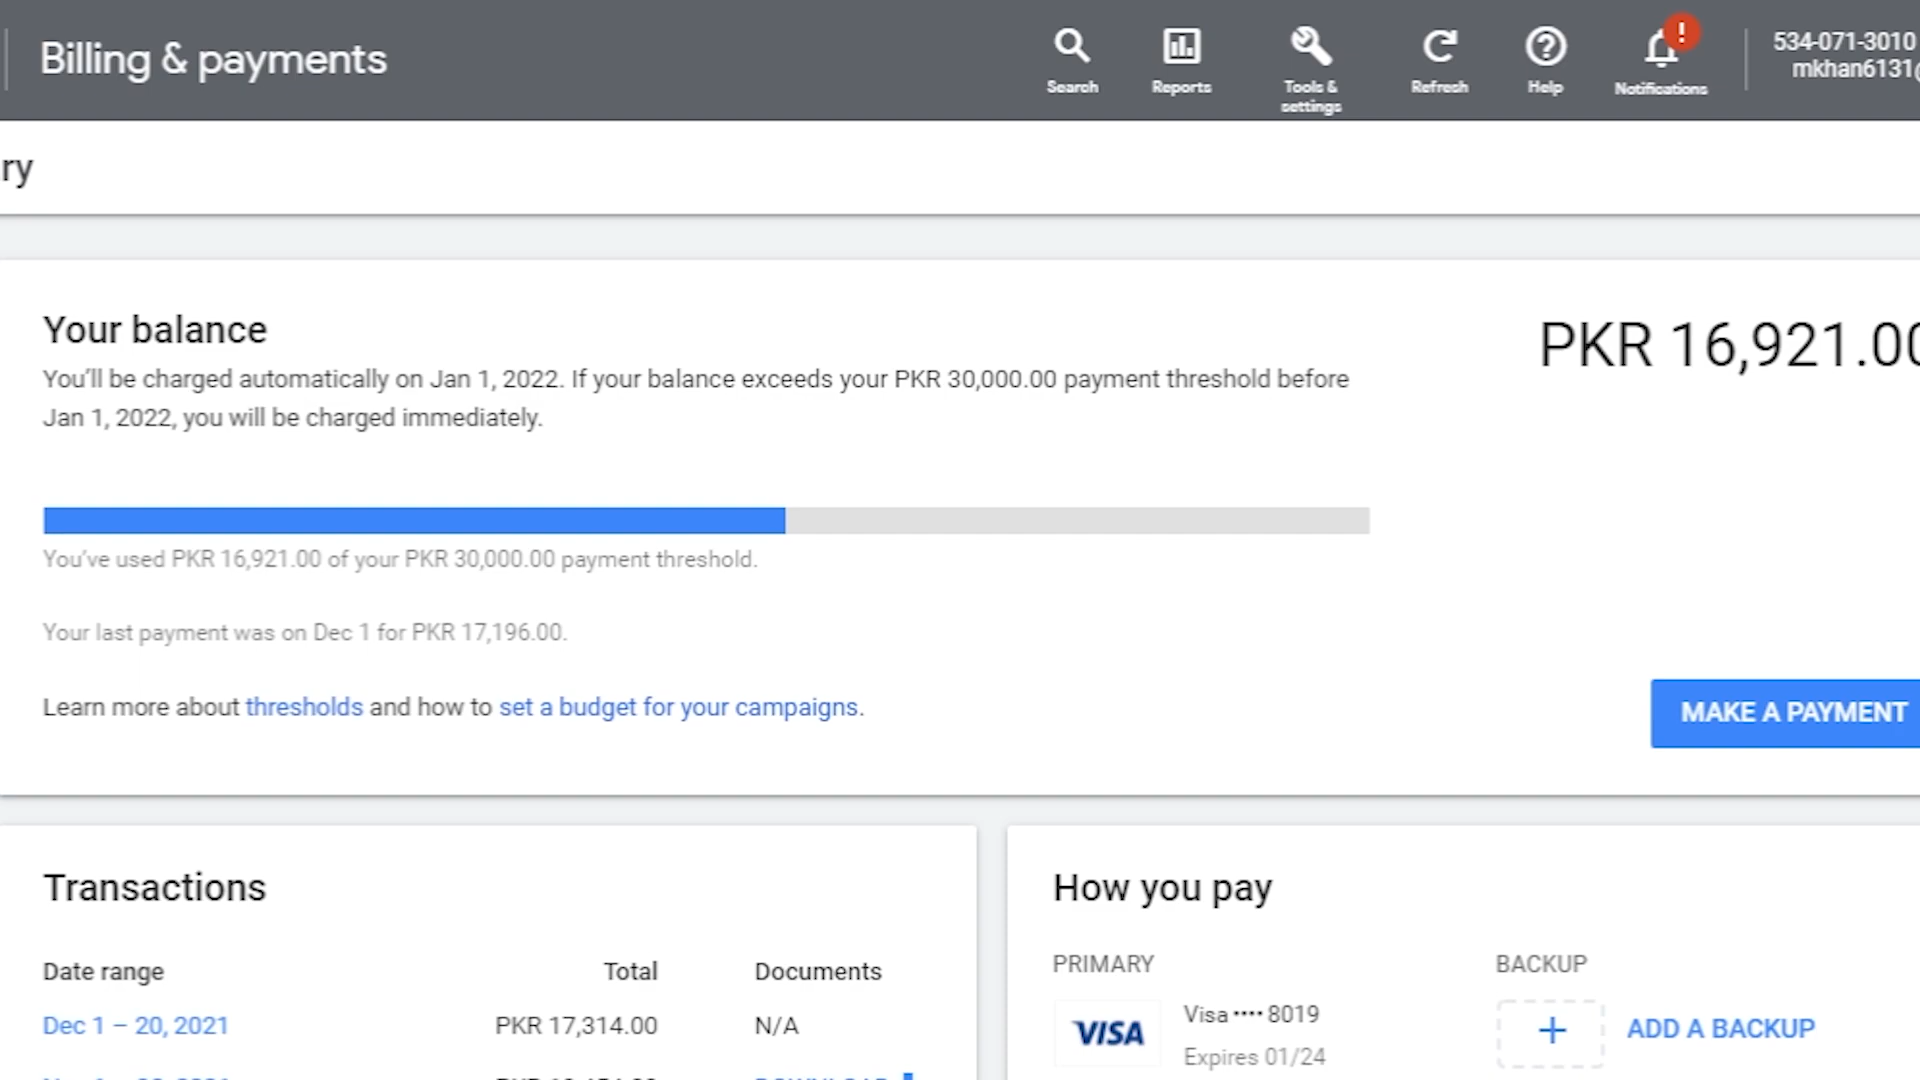 Billing & payments
Search
Reports
Tools &
settings
Refresh
Help
!
Notifications
534-071-3010
mkhan6131
ry
Your balance
PKR 16,921.00
You'll be charged automatically on Jan 1, 2022. If your balance exceeds your PKR 30,000.00 payment threshold before
Jan 1, 2022, you will be charged immediately.
You've used PKR 16,921.00 of your PKR 30,000.00 payment threshold.
Your last payment was on Dec 1 for PKR 17,196.00.
Learn more about thresholds and how to set a budget for your campaigns.
MAKE A PAYMENT
Transactions
How you pay
Date range Total Documents
PRIMARY
BACKUP
Dec 1 – 20, 2021 PKR 17,314.00 N/A
VISA
Visa •••• 8019
Expires 01/24
+ ADD A BACKUP